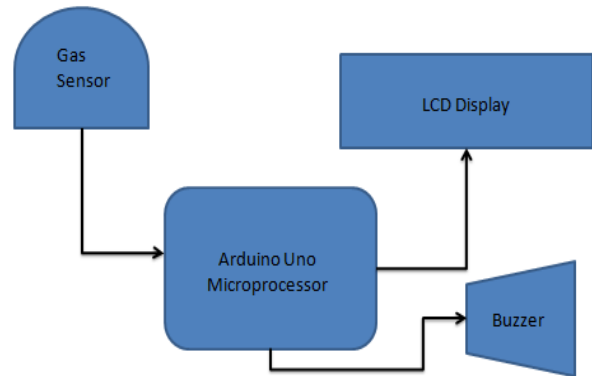 Gas
Sensor
LCD Display
Arduino Uno
Microprocessor
Buzzer